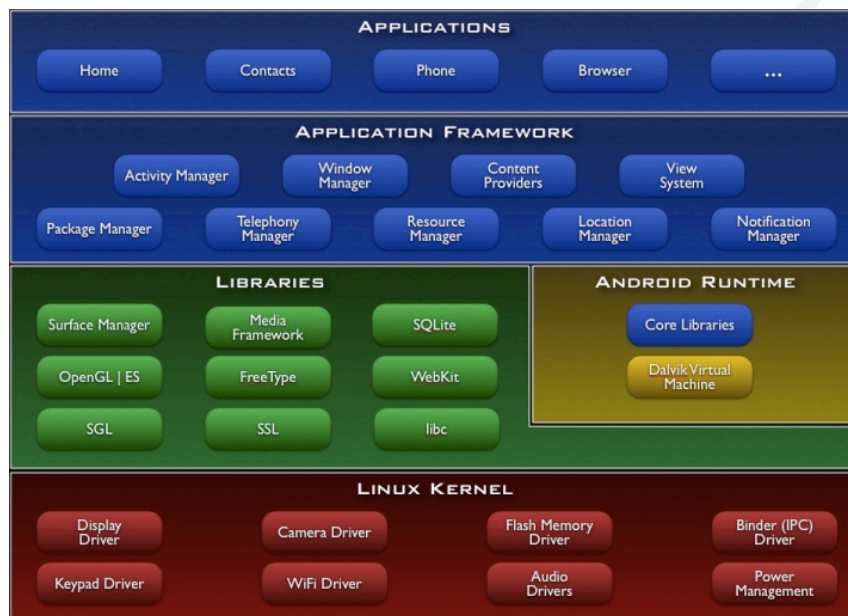 APPLICATIONS
Home
Contacts
Phone
Browser
...
APPLICATION FRAMEWORK
Activity Manager
Window
Manager
Content
Providers
View
System
Package Manager
Telephony
Manager
Resource
Manager
Location
Manager
Notification
Manager
LIBRARIES
Surface Manager
Media
Framework
SQLite
OpenGL | ES
FreeType
WebKit
SGL
SSL
libc
ANDROID RUNTIME
Core Libraries
Dalvik Virtual
Machine
LINUX KERNEL
Display
Driver
Camera Driver
Flash Memory
Driver
Binder (IPC)
Driver
Keypad Driver
WiFi Driver
Audio
Drivers
Power
Management